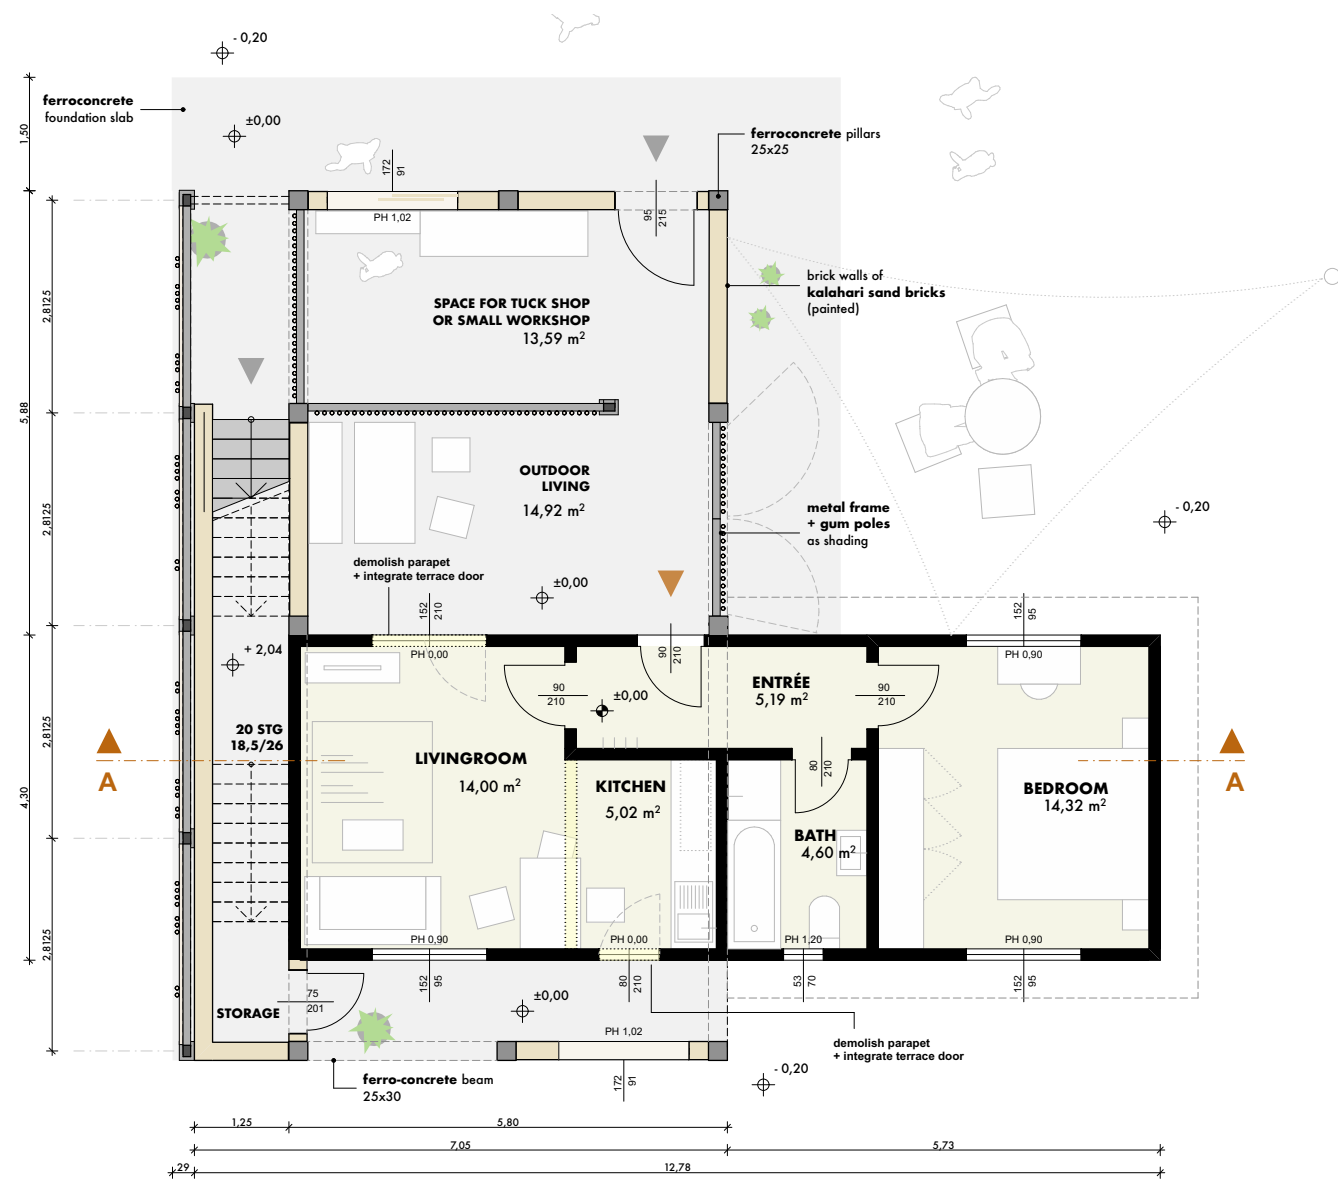 - 0,20
ferroconcrete
foundation slab
±0,00
1,50
172
91
ferroconcrete pillars
25x25
PH 1,02
95
215
brick walls of
kalahari sand bricks
(painted)
SPACE FOR TUCK SHOP
OR SMALL WORKSHOP
13,59 m²
2,8125
5,88
OUTDOOR
LIVING
14,92 m²
metal frame
+ gum poles
as shading
- 0,20
2,8125
demolish parapet
+ integrate terrace door
±0,00
152
210
90
210
152
95
+ 2,04
PH 0,00
PH 0,90
ENTRÉE
5,19 m²
90
210
±0,00
90
210
20 STG
18,5/26
2,8125
LIVINGROOM
14,00 m²
KITCHEN
5,02 m²
80
210
BATH
4,60 m²
BEDROOM
14,32 m²
A
A
4,30
2,8125
PH 0,90
PH 0,00
PH 1,20
PH 0,90
152
95
80
210
53
70
152
95
75
201
STORAGE
±0,00
PH 1,02
demolish parapet
+ integrate terrace door
- 0,20
172
91
ferro-concrete beam
25x30
1,25
5,80
7,05
5,73
29
12,78